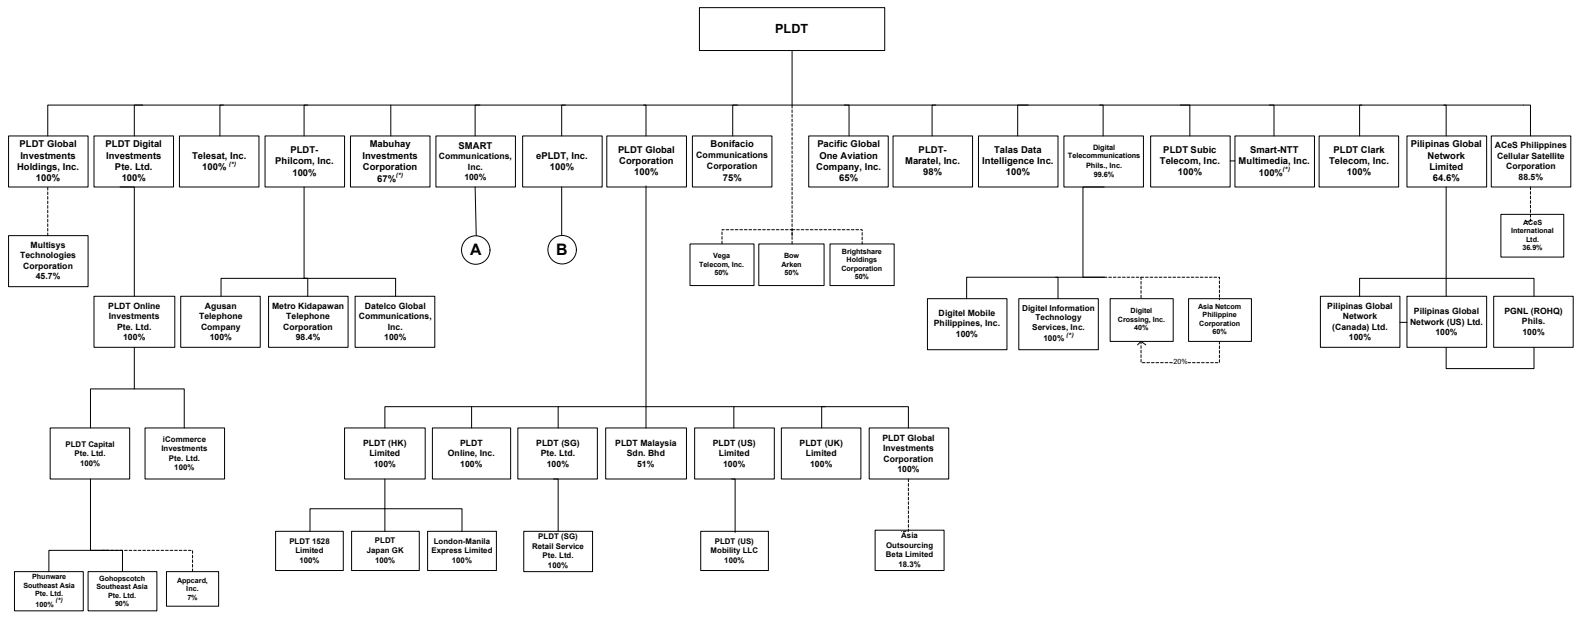 PLDT
PLDT Global
Investments
Holdings, Inc.
100%
PLDT Digital
Investments
Pte. Ltd.
100%
Telesat, Inc.
100% (*)
PLDT-
Philcom, Inc.
100%
Mabuhay
Investments
Corporation
67%(*)
SMART
Communications,
Inc.
100%
ePLDT, Inc.
100%
PLDT Global
Corporation
100%
Bonifacio
Communications
Corporation
75%
Pacific Global
One Aviation
Company, Inc.
65%
PLDT-
Maratel, Inc.
98%
Talas Data
Intelligence Inc.
100%
Digital
Telecommunications
Phils., Inc.
99.6%
PLDT Subic
Telecom, Inc.
100%
Smart-NTT
Multimedia, Inc.
100%(*)
PLDT Clark
Telecom, Inc.
100%
Pilipinas Global
Network
Limited
64.6%
ACeS Philippines
Cellular Satellite
Corporation
88.5%
Multisys
Technologies
Corporation
45.7%
A
B
Vega
Telecom, Inc.
50%
Bow
Arken
50%
Brightshare
Holdings
Corporation
50%
ACeS
International
Ltd.
36.9%
PLDT Online
Investments
Pte. Ltd.
100%
Agusan
Telephone
Company
100%
Metro Kidapawan
Telephone
Corporation
98.4%
Datelco Global
Communications,
Inc.
100%
Digitel Mobile
Philippines, Inc.
100%
Digitel Information
Technology
Services, Inc.
100% (*)
Digital
Crossing, Inc.
40%
Asia Netcom
Philippine
Corporation
60%
20%
Pilipinas Global
Network
(Canada) Ltd.
100%
Pilipinas Global
Network (US) Ltd.
100%
PGNL (ROHQ)
Phils.
100%
PLDT Capital
Pte. Ltd.
100%
iCommerce
Investments
Pte. Ltd.
100%
PLDT (HK)
Limited
100%
PLDT
Online, Inc.
100%
PLDT (SG)
Pte. Ltd.
100%
PLDT Malaysia
Sdn. Bhd
51%
PLDT (US)
Limited
100%
PLDT (UK)
Limited
100%
PLDT Global
Investments
Corporation
100%
PLDT 1528
Limited
100%
PLDT
Japan GK
100%
London-Manila
Express Limited
100%
PLDT (SG)
Retail Service
Pte. Ltd.
100%
PLDT (US)
Mobility LLC
100%
Asia
Outsourcing
Beta Limited
18.3%
Phunware
Southeast Asia
Pte. Ltd.
100% (*)
Gohopscotch
Southeast Asia
Pte. Ltd.
90%
Appcard,
Inc.
7%